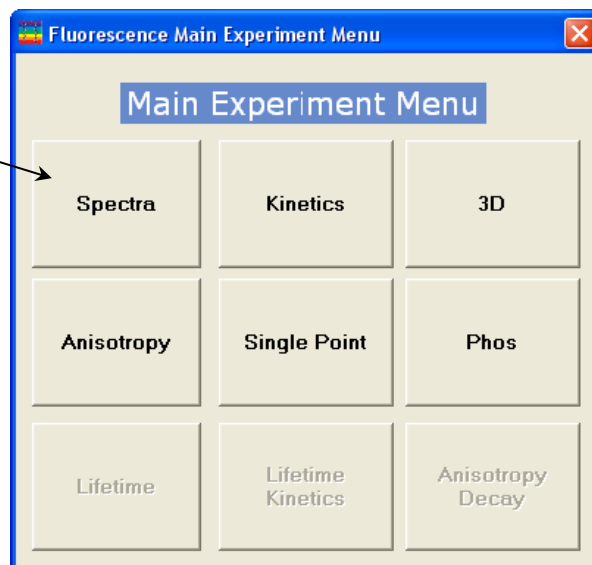 Fluorescence Main Experiment Menu
Main Experiment Menu
Spectra
Kinetics
3D
Anisotropy
Single Point
Phos
Lifetime
Lifetime
Kinetics
Anisotropy
Decay